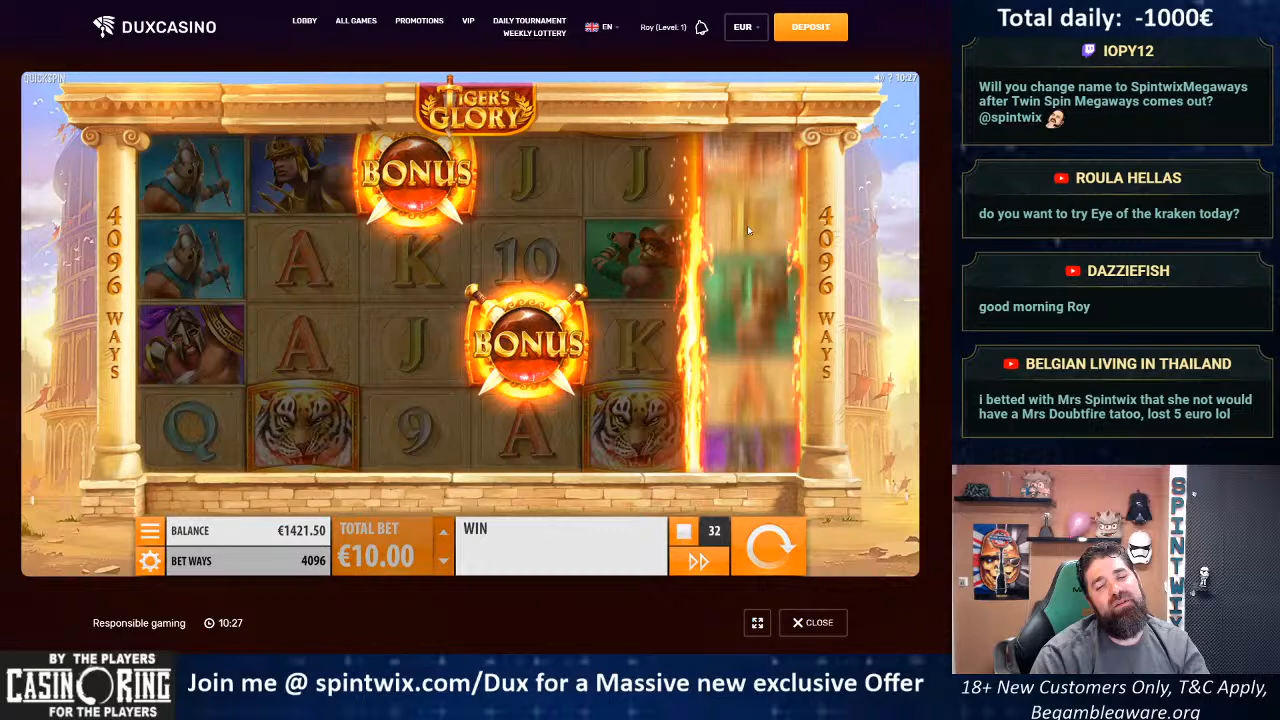 DUXCASINO
LOBBY
ALL GAMES
PROMOTIONS
VIP
DAILY TOURNAMENT
WEEKLY LOTTERY
EN
Roy (Level: 1)
EUR
DEPOSIT
QUICKSPIN
10:27
TIGER'S
GLORY
4096 WAYS
BONUS
J
J
A
K
10
A
J
BONUS
K
Q
9
A
4096 WAYS
BALANCE
€1421.50
BET WAYS
4096
TOTAL BET
€10.00
WIN
32
Responsible gaming
10:27
CLOSE
Total daily: -1000€
IOPY12
Will you change name to SpintwixMegaways
after Twin Spin Megaways comes out?
@spintwix
ROULA HELLAS
do you want to try Eye of the kraken today?
DAZZIEFISH
good morning Roy
BELGIAN LIVING IN THAILAND
i betted with Mrs Spintwix that she not would
have a Mrs Doubtfire tatoo, lost 5 euro lol
SPINTWIX
BY THE PLAYERS
CASINO RING
FOR THE PLAYERS
Join me @ spintwix.com/Dux for a Massive new exclusive Offer
18+ New Customers Only, T&C Apply,
Begambleaware.org